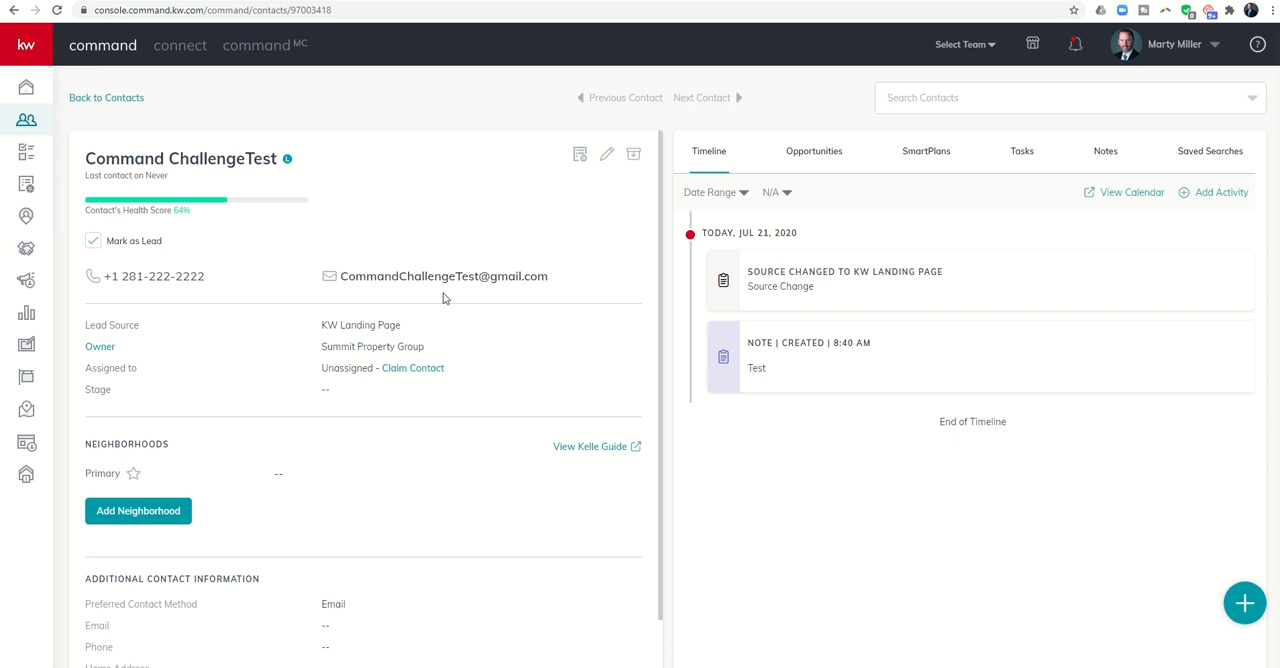 console.command.kw.com/command/contacts/97003418
kw
command
connect
command MC
Select Team
Marty Miller
?
Back to Contacts
Previous Contact
Next Contact
Search Contacts
Command ChallengeTest L
Last contact on Never
Contact's Health Score 64%
Mark as Lead
+1 281-222-2222
CommandChallengeTest@gmail.com
Lead Source
KW Landing Page
Owner
Summit Property Group
Assigned to
Unassigned - Claim Contact
Stage
--
NEIGHBORHOODS
View Kelle Guide
Primary
--
Add Neighborhood
ADDITIONAL CONTACT INFORMATION
Preferred Contact Method
Email
Email
--
Phone
--
Home Address
Timeline
Opportunities
SmartPlans
Tasks
Notes
Saved Searches
Date Range
N/A
View Calendar
Add Activity
TODAY, JUL 21, 2020
SOURCE CHANGED TO KW LANDING PAGE
Source Change
NOTE | CREATED | 8:40 AM
Test
End of Timeline